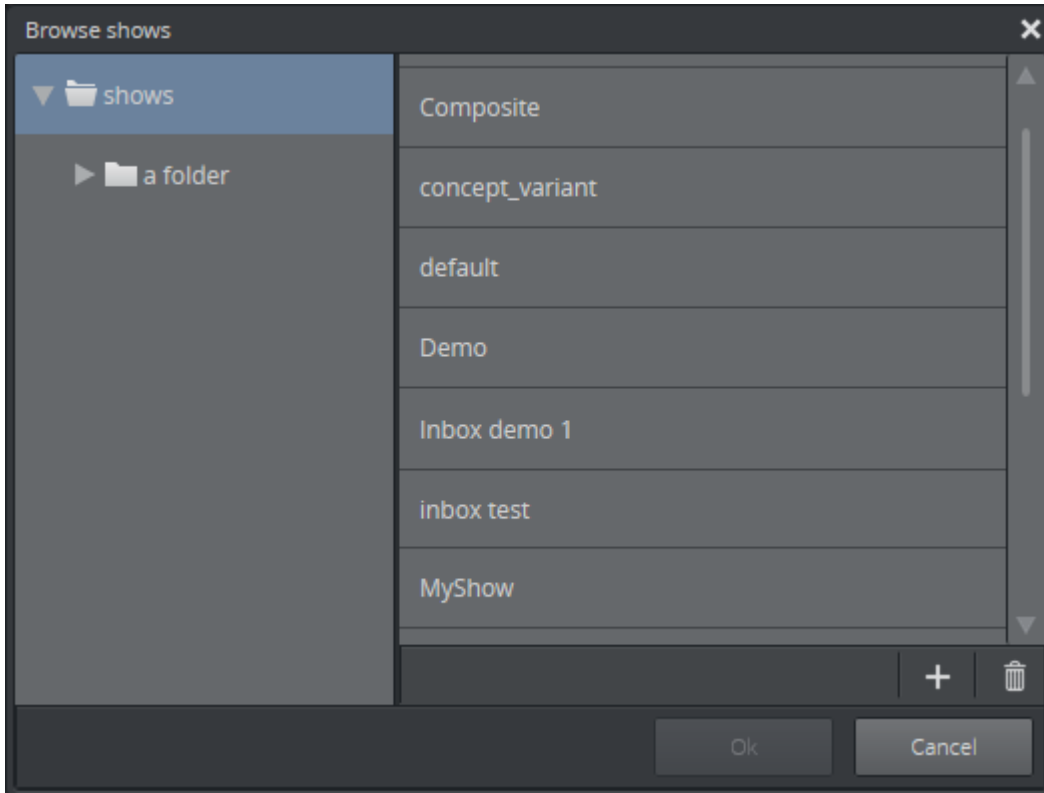 Browse shows
shows
a folder
Composite
concept_variant
default
Demo
Inbox demo 1
inbox test
MyShow
Ok
Cancel